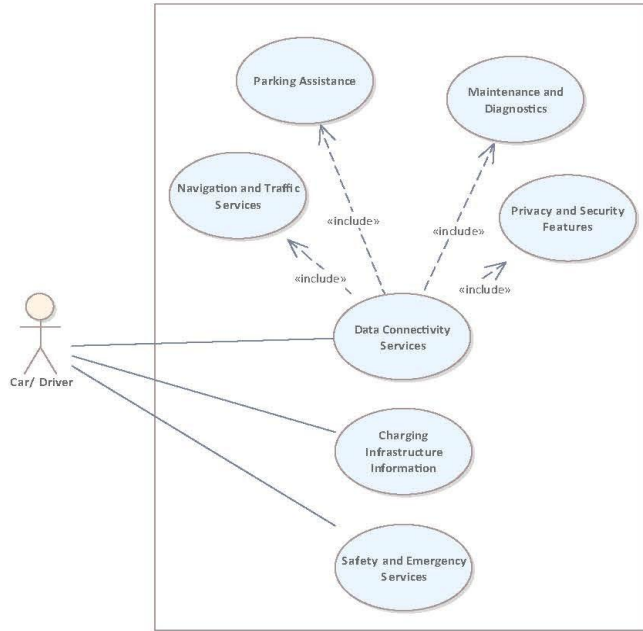 Parking Assistance
Maintenance and
Diagnostics
Navigation and Traffic
Services
Privacy and Security
Features
«include»
«include»
«include»
«include»
Data Connectivity
Services
Car/ Driver
Charging
Infrastructure
Information
Safety and Emergency
Services